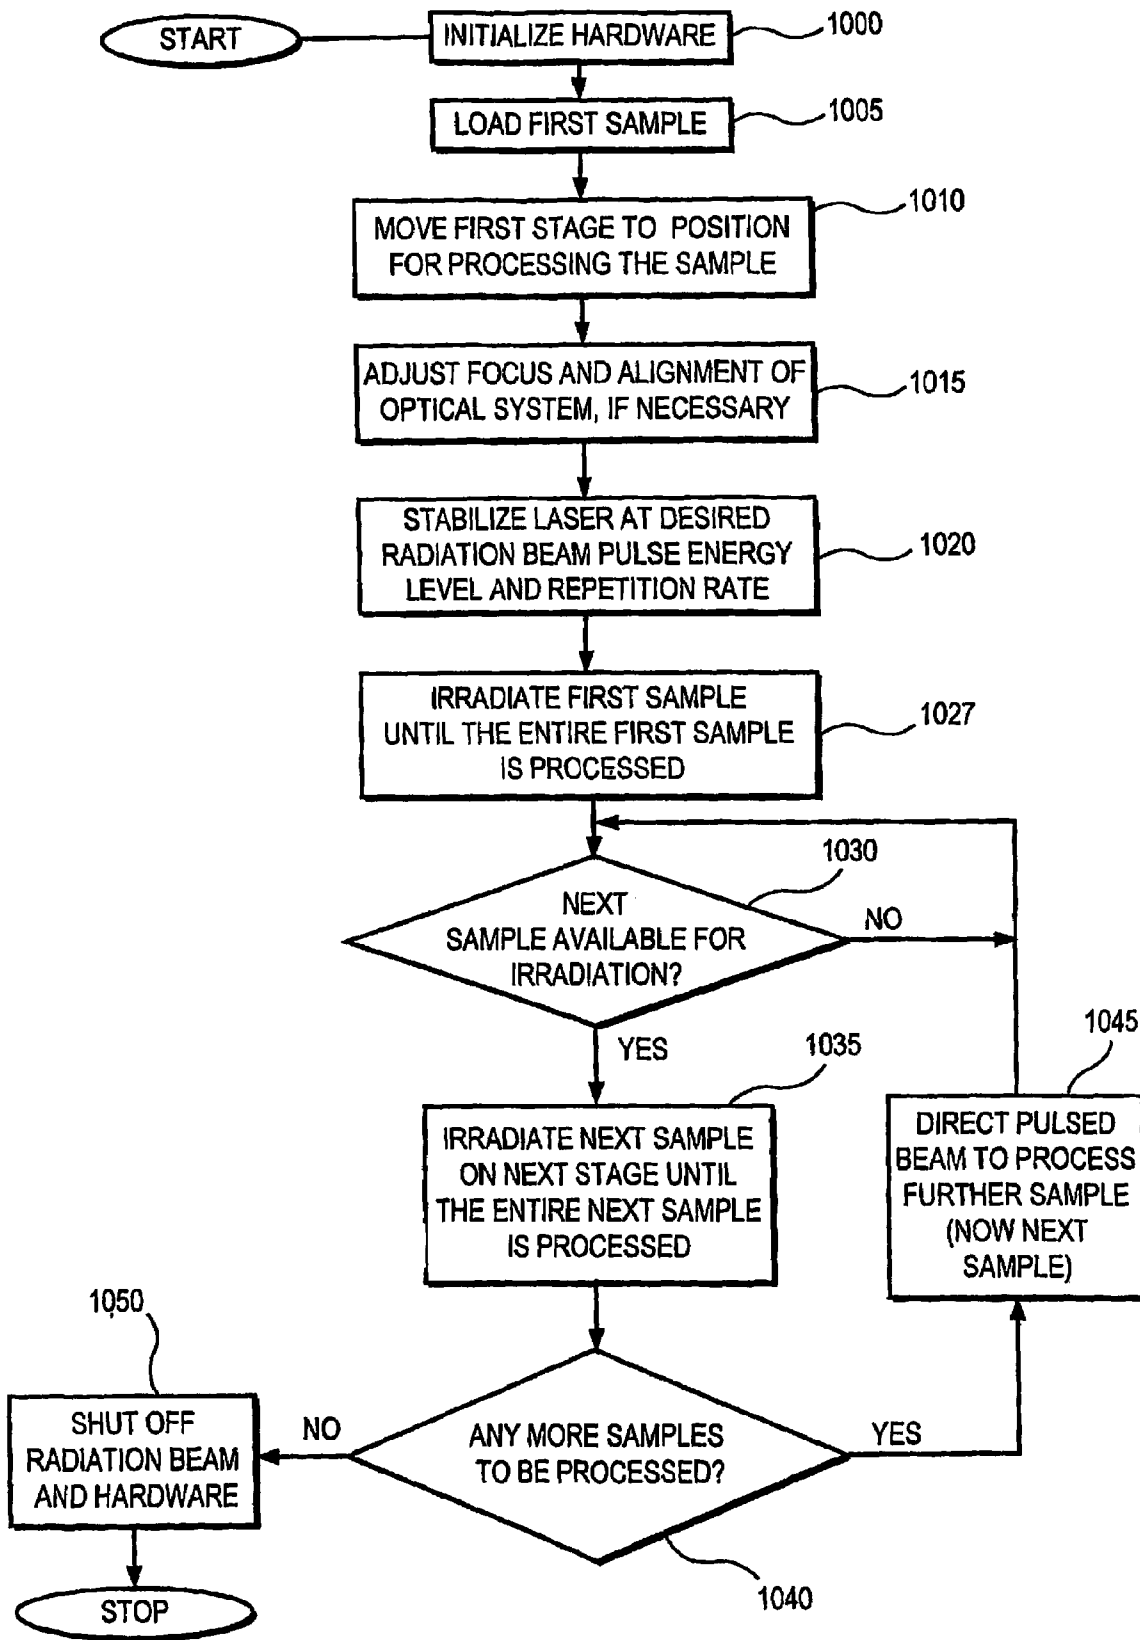 START
INITIALIZE HARDWARE
1000
LOAD FIRST SAMPLE
1005
MOVE FIRST STAGE TO POSITION
FOR PROCESSING THE SAMPLE
1010
ADJUST FOCUS AND ALIGNMENT OF
OPTICAL SYSTEM, IF NECESSARY
1015
STABILIZE LASER AT DESIRED
RADIATION BEAM PULSE ENERGY
LEVEL AND REPETITION RATE
1020
IRRADIATE FIRST SAMPLE
UNTIL THE ENTIRE FIRST SAMPLE
IS PROCESSED
1027
NEXT
SAMPLE AVAILABLE FOR
IRRADIATION?
1030
NO
YES
IRRADIATE NEXT SAMPLE
ON NEXT STAGE UNTIL
THE ENTIRE NEXT SAMPLE
IS PROCESSED
1035
DIRECT PULSED
BEAM TO PROCESS
FURTHER SAMPLE
(NOW NEXT
SAMPLE)
1045
ANY MORE SAMPLES
TO BE PROCESSED?
1040
YES
NO
SHUT OFF
RADIATION BEAM
AND HARDWARE
1050
STOP